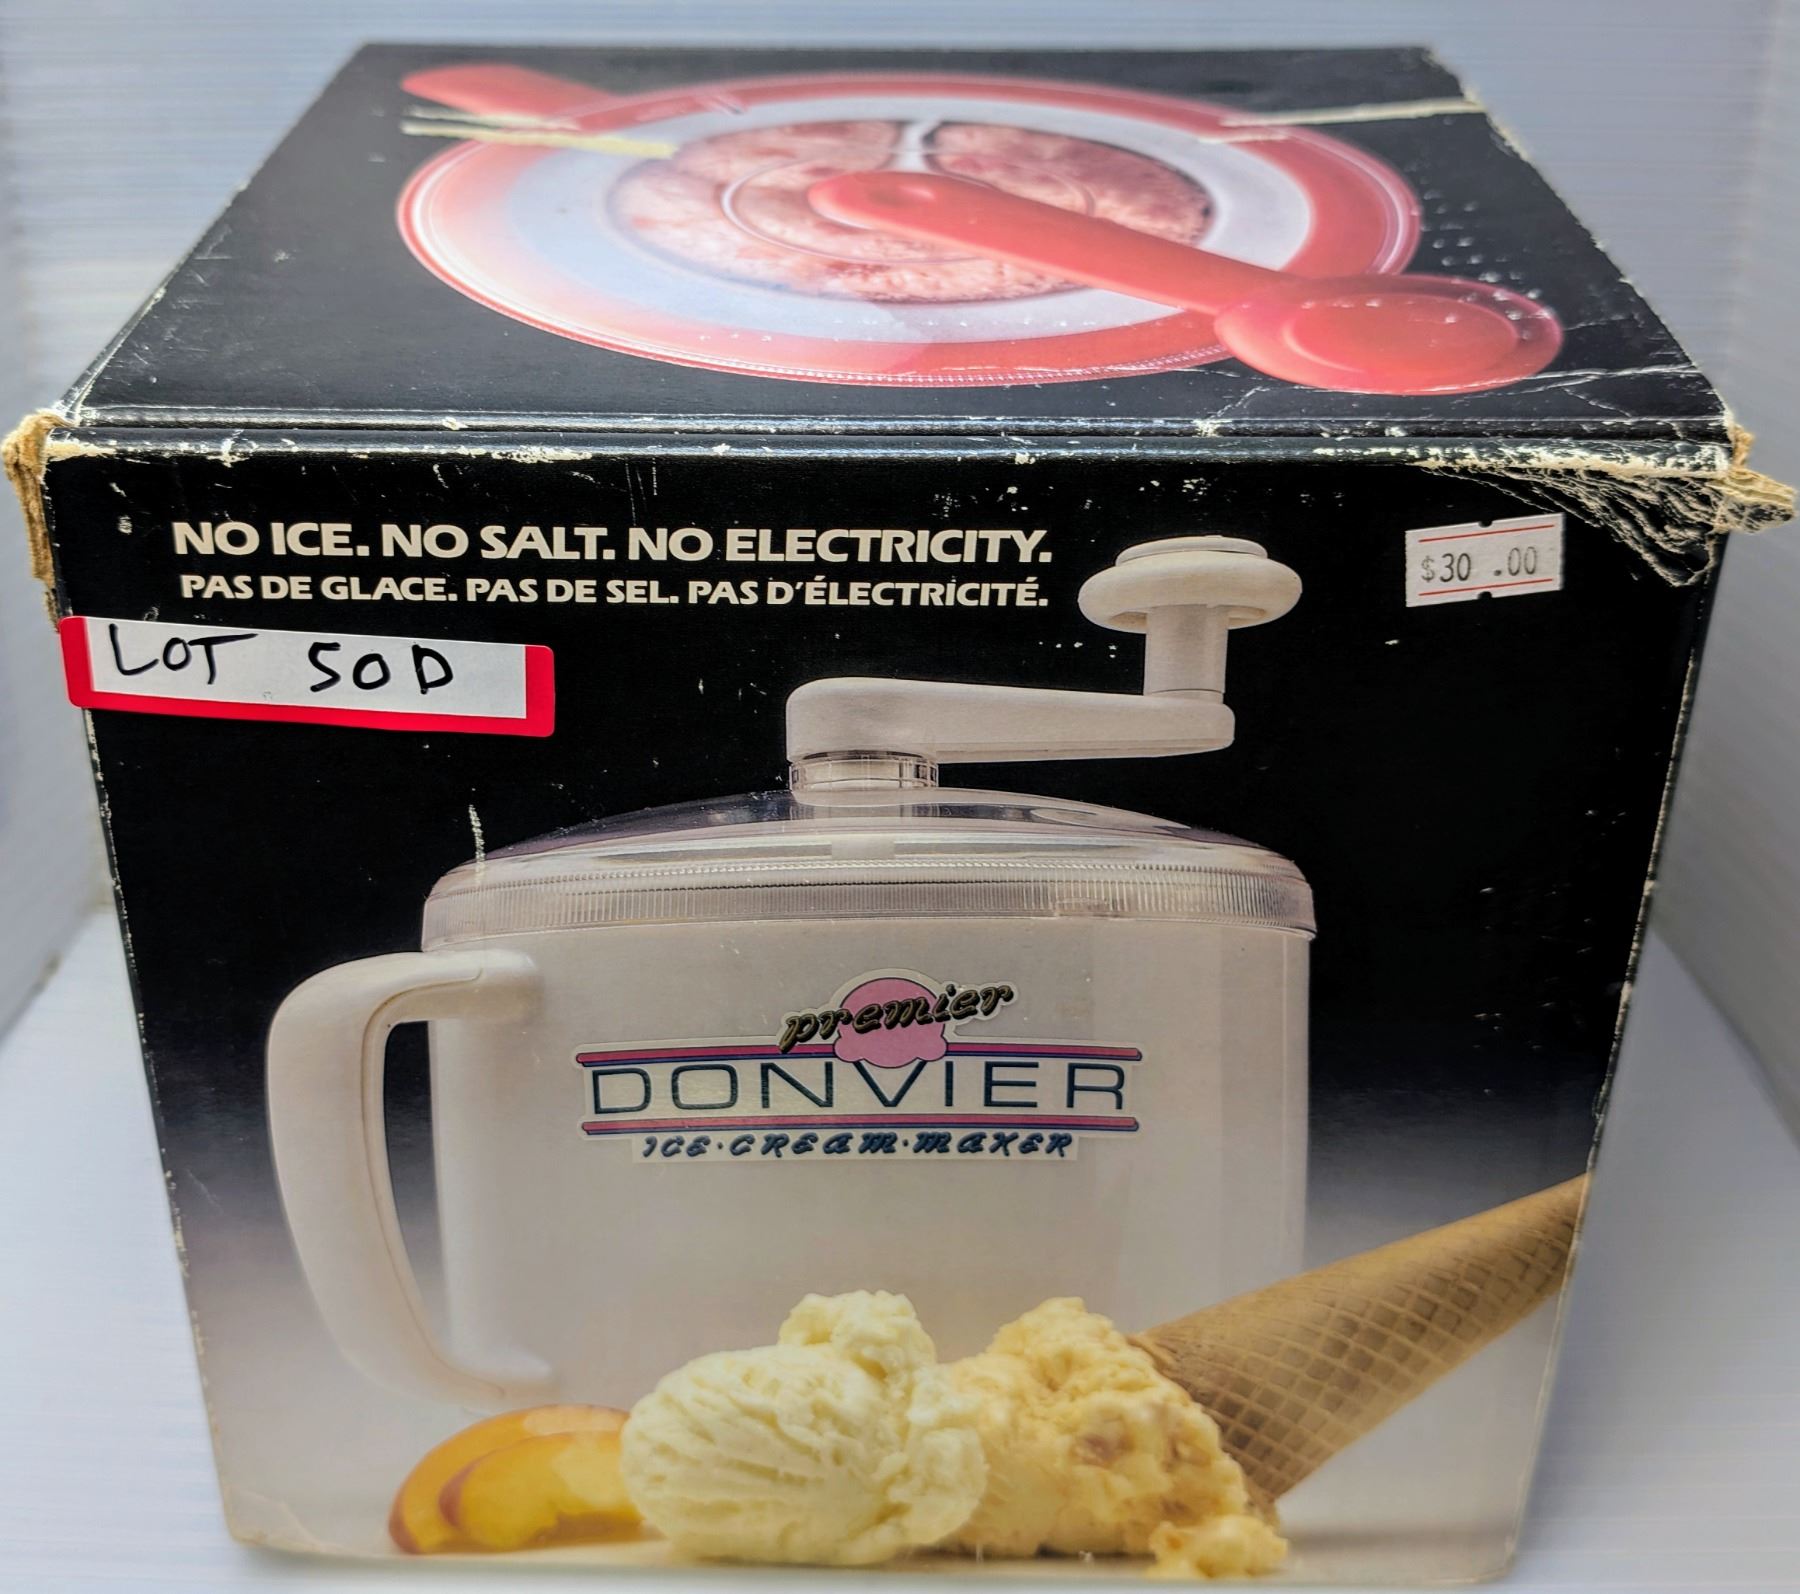 NO ICE. NO SALT. NO ELECTRICITY.
PAS DE GLACE. PAS DE SEL. PAS D'ÉLECTRICITÉ.
$30 .00
LOT 50D
premier
DONVIER
ICE·CREAM·MAKER